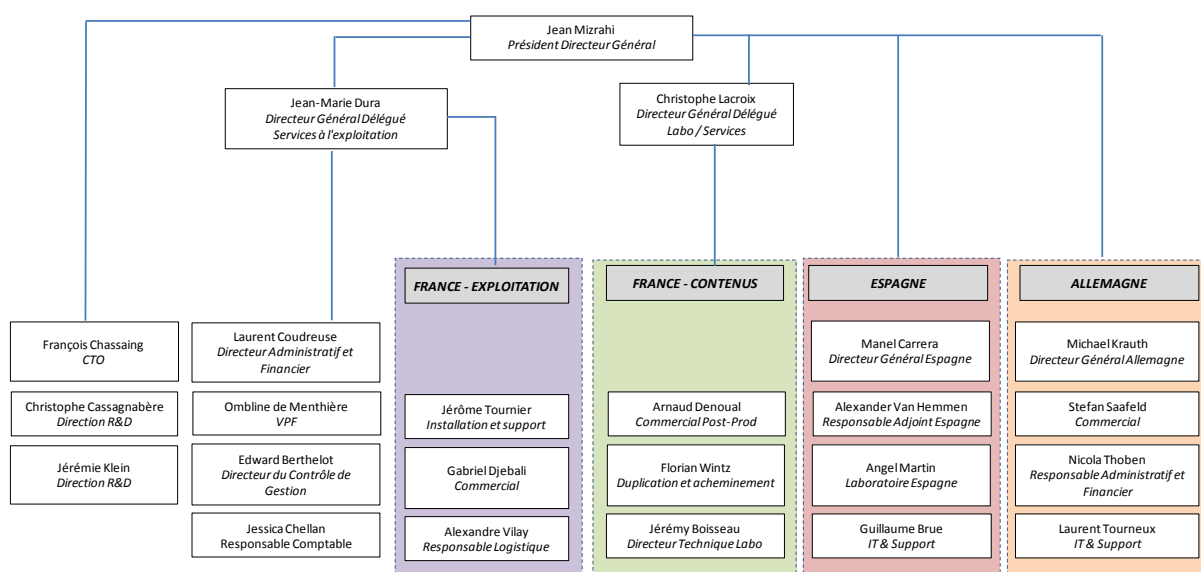 Jean Mizrahi
Président Directeur Général
Jean-Marie Dura
Directeur Général Délégué
Services à l'exploitation
Christophe Lacroix
Directeur Général Délégué
Labo / Services
FRANCE - EXPLOITATION
FRANCE - CONTENUS
ESPAGNE
ALLEMAGNE
François Chassaing
CTO
Christophe Cassagnabère
Direction R&D
Jérémie Klein
Direction R&D
Laurent Coudreuse
Directeur Administratif et
Financier
Ombline de Menthière
VPF
Edward Berthelot
Directeur du Contrôle de
Gestion
Jessica Chellan
Responsable Comptable
Jérôme Tournier
Installation et support
Gabriel Djebali
Commercial
Alexandre Vilay
Responsable Logistique
Arnaud Denoual
Commercial Post-Prod
Florian Wintz
Duplication et acheminement
Jérémy Boisseau
Directeur Technique Labo
Manel Carrera
Directeur Général Espagne
Alexander Van Hemmen
Responsable Adjoint Espagne
Angel Martin
Laboratoire Espagne
Guillaume Brue
IT & Support
Michael Krauth
Directeur Général Allemagne
Stefan Saafeld
Commercial
Nicola Thoben
Responsable Administratif et
Financier
Laurent Tourneux
IT & Support